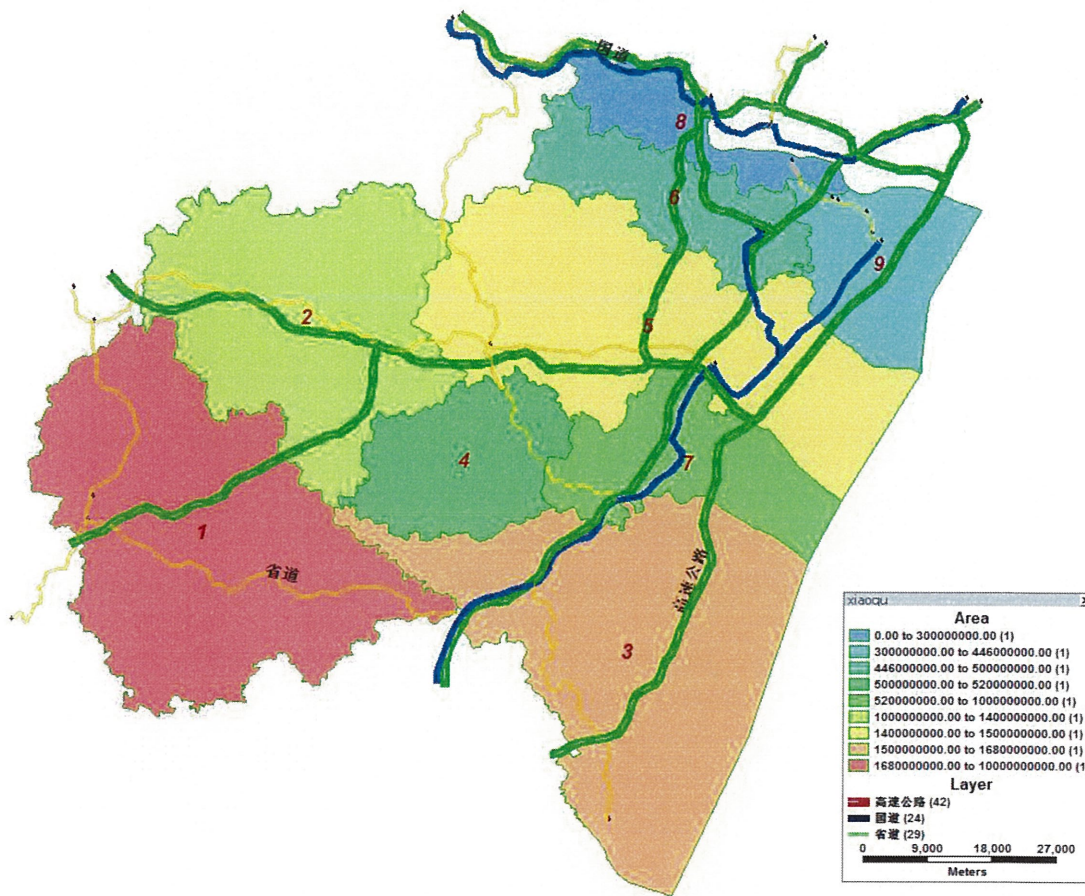 国道
8
6
9
2
5
4
7
1
省道
高速公路
3
xiaoqu
Area
0.00 to 300000000.00 (1)
300000000.00 to 446000000.00 (1)
446000000.00 to 500000000.00 (1)
500000000.00 to 520000000.00 (1)
520000000.00 to 1000000000.00 (1)
1000000000.00 to 1400000000.00 (1)
1400000000.00 to 1500000000.00 (1)
1500000000.00 to 1680000000.00 (1)
1680000000.00 to 10000000000.00 (1
Layer
高速公路 (42)
国道 (24)
省道 (29)
0 9,000 18,000 27,000
Meters